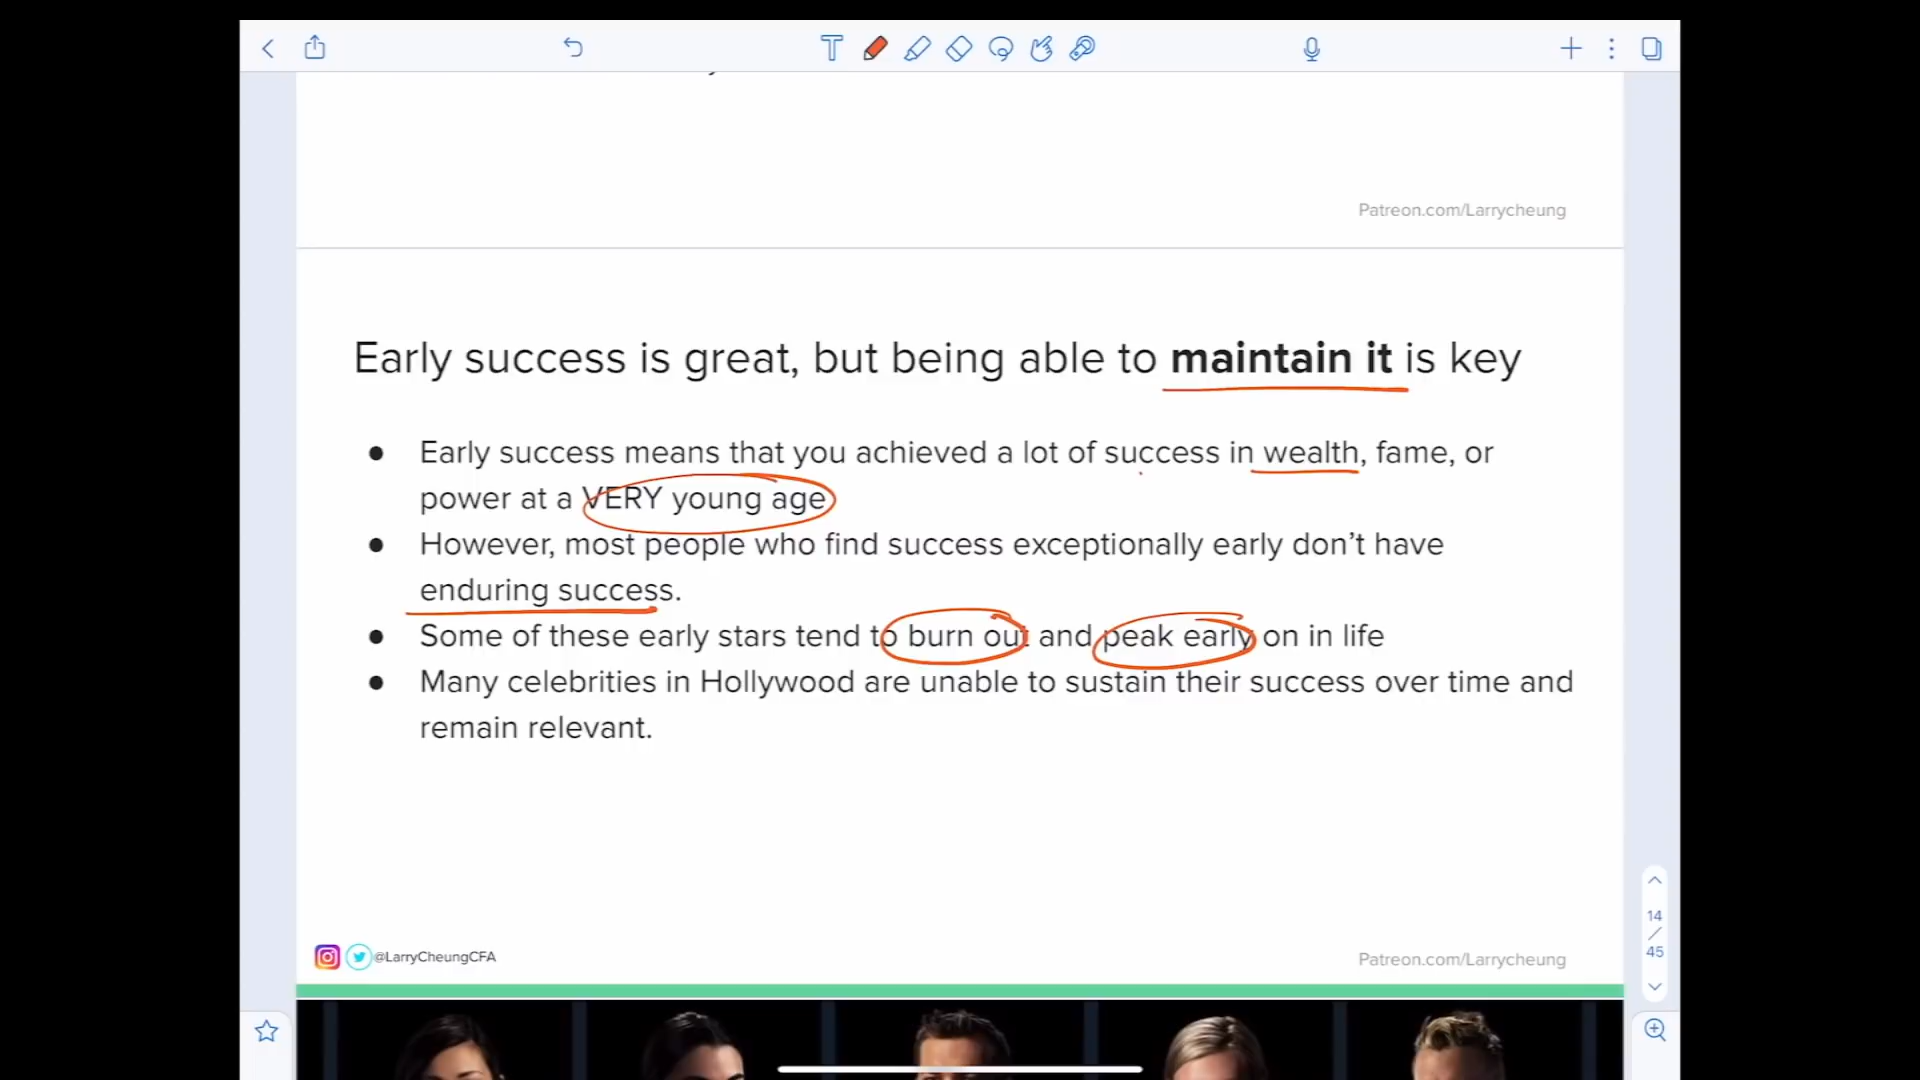 Patreon.com/Larrycheung
Early success is great, but being able to maintain it is key
● Early success means that you achieved a lot of success in wealth, fame, or
power at a VERY young age
● However, most people who find success exceptionally early don’t have
enduring success.
● Some of these early stars tend to burn out and peak early on in life
● Many celebrities in Hollywood are unable to sustain their success over time and
remain relevant.
14
/
45
@LarryCheungCFA
Patreon.com/Larrycheung